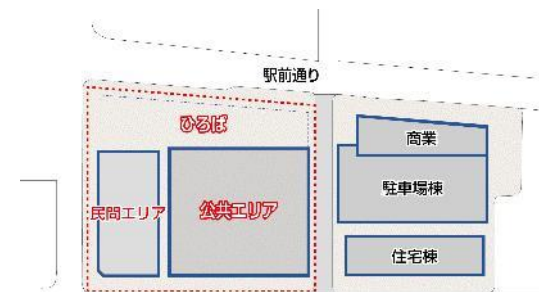 駅前通り
ひろば
商業
民間エリア
公共エリア
駐車場棟
住宅棟